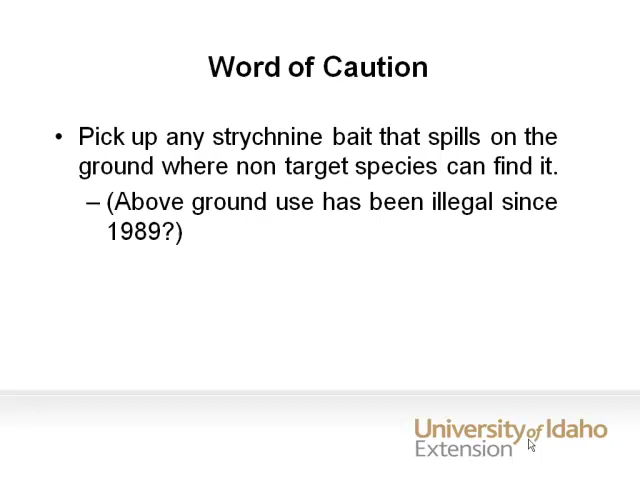 Word of Caution
• Pick up any strychnine bait that spills on the
ground where non target species can find it.
– (Above ground use has been illegal since
1989?)
University of Idaho
Extension